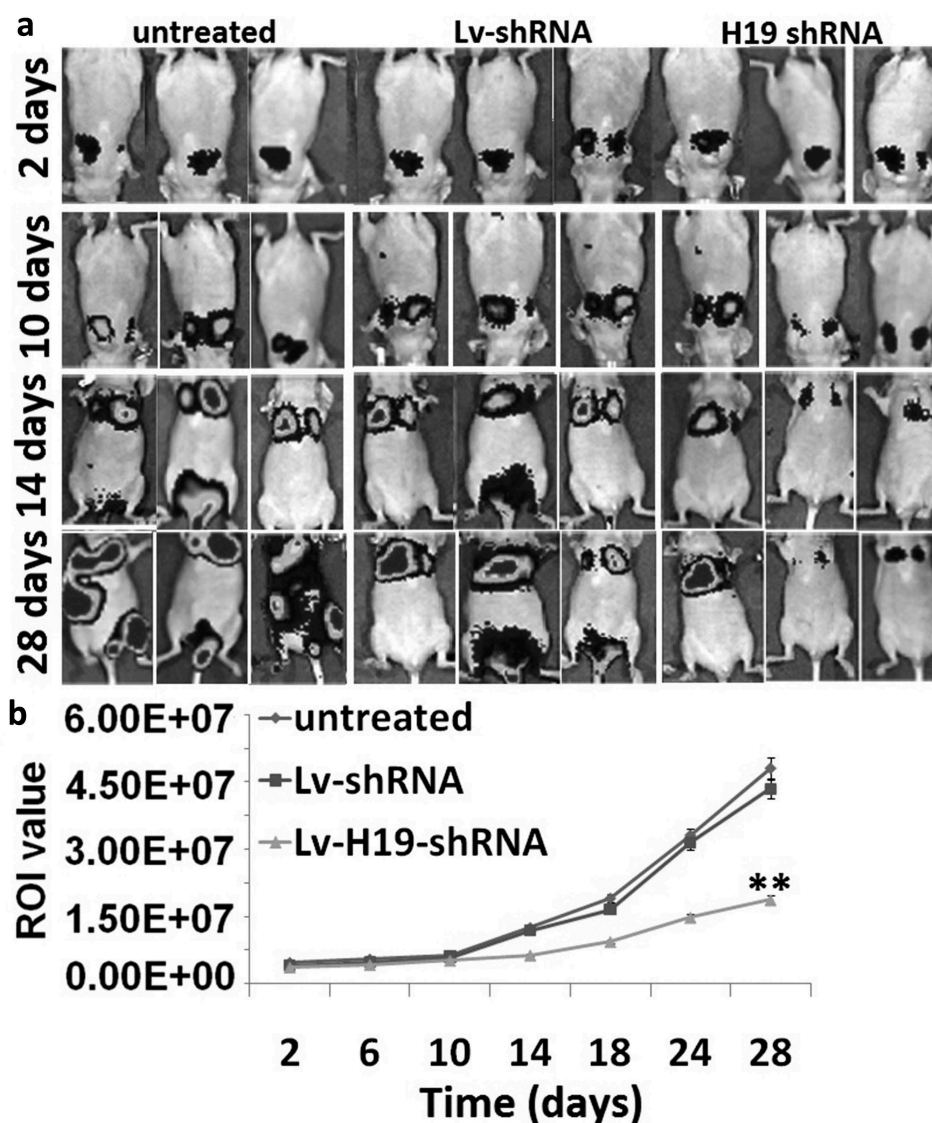 a
untreated Lv-shRNA H19 shRNA
2 days
10 days
14 days
28 days
b
6.00E+07
4.50E+07
3.00E+07
1.50E+07
0.00E+00
ROI value
untreated
Lv-shRNA
Lv-H19-shRNA
**
2 6 10 14 18 24 28
Time (days)